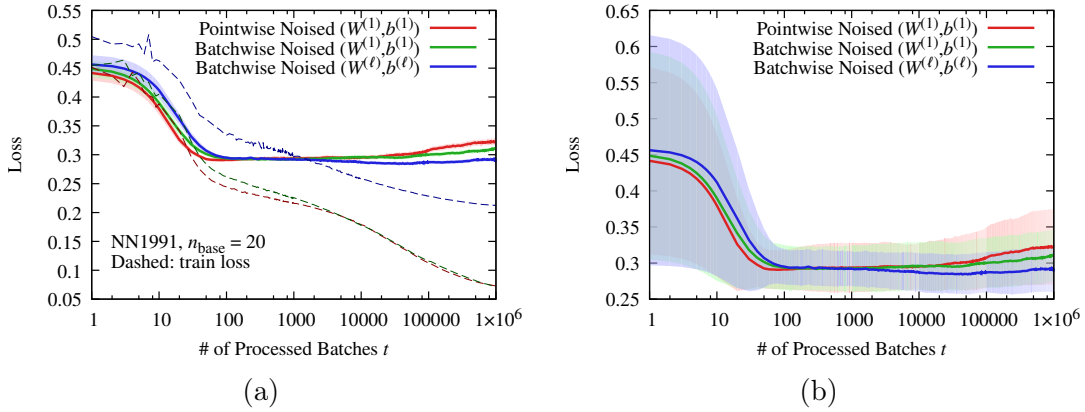 0.55
0.5
0.45
0.4
0.35
0.3
0.25
0.2
0.15
0.1
0.05
Loss
Pointwise Noised (W^(1),b^(1))
Batchwise Noised (W^(1),b^(1))
Batchwise Noised (W^(ℓ),b^(ℓ))
NN1991, n_base = 20
Dashed: train loss
1 10 100 1000 10000 100000 1×10^6
# of Processed Batches t
(a)
0.65
0.6
0.55
0.5
0.45
0.4
0.35
0.3
0.25
Loss
Pointwise Noised (W^(1),b^(1))
Batchwise Noised (W^(1),b^(1))
Batchwise Noised (W^(ℓ),b^(ℓ))
1 10 100 1000 10000 100000 1×10^6
# of Processed Batches t
(b)